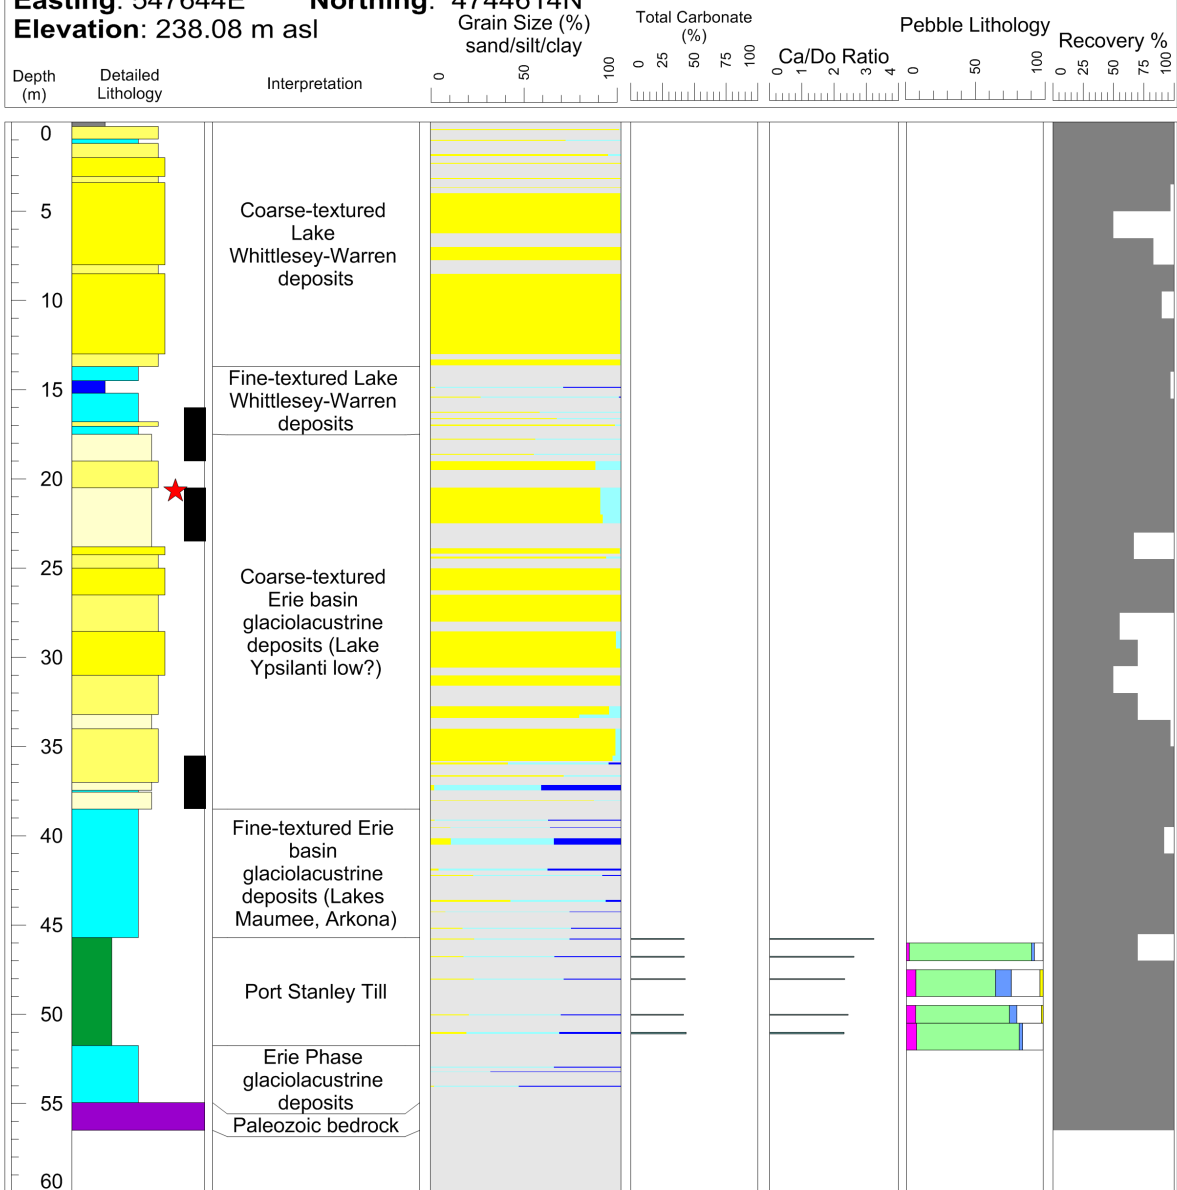 Easting: 547644E Northing: 4744614N
Elevation: 238.08 m asl
Depth
(m)
Detailed
Lithology
Interpretation
Grain Size (%)
sand/silt/clay
0 50 100
Total Carbonate
(%)
0 25 50 75 100
Ca/Do Ratio
0 1 2 3 4
Pebble Lithology
0 50 100
Recovery %
0 25 50 75 100
0
5
10
15
20
25
30
35
40
45
50
55
60
Coarse-textured
Lake
Whittlesey-Warren
deposits
Fine-textured Lake
Whittlesey-Warren
deposits
Coarse-textured
Erie basin
glaciolacustrine
deposits (Lake
Ypsilanti low?)
Fine-textured Erie
basin
glaciolacustrine
deposits (Lakes
Maumee, Arkona)
Port Stanley Till
Erie Phase
glaciolacustrine
deposits
Paleozoic bedrock